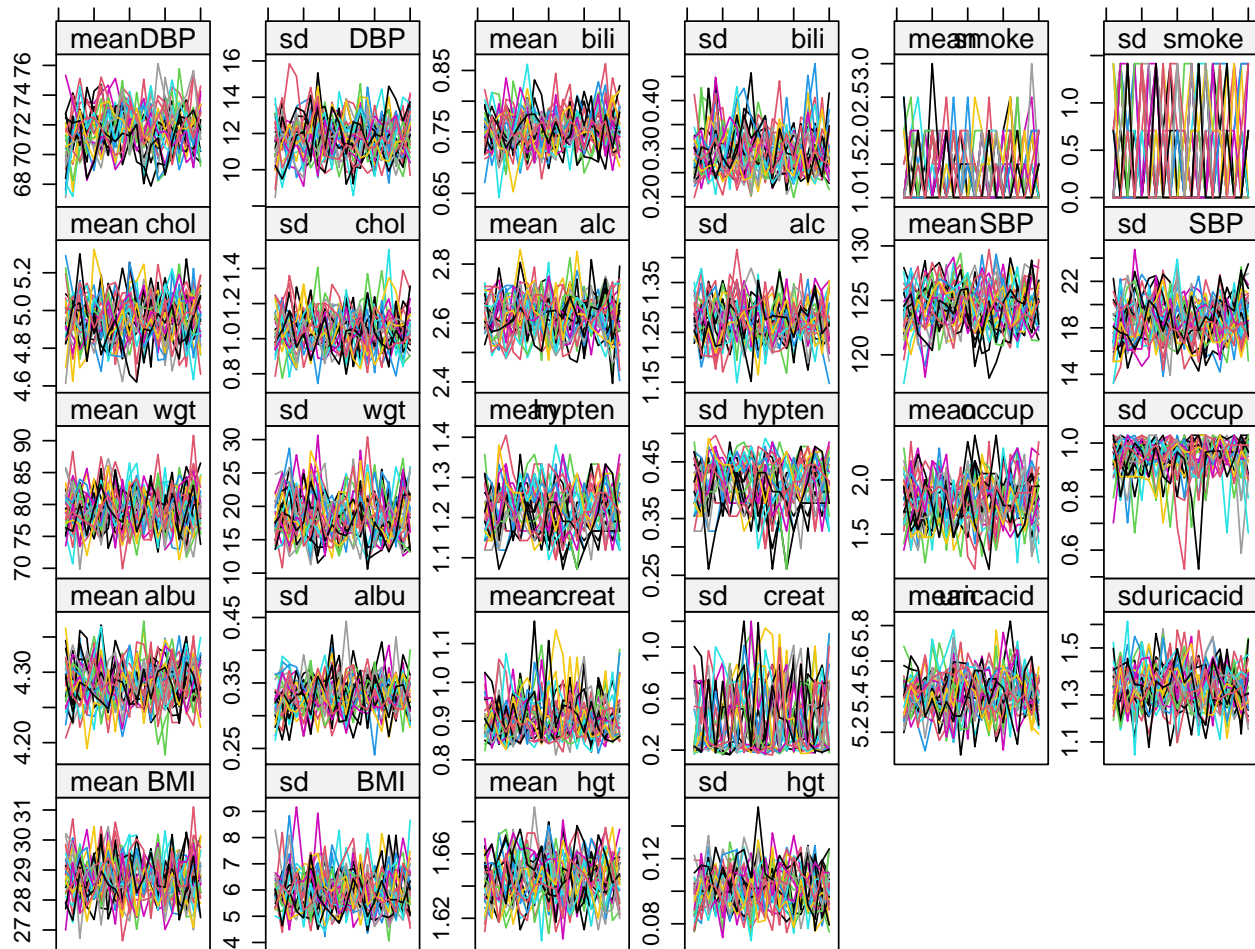 mean DBP sd DBP mean bili sd bili mean smoke sd smoke
68 70 72 74 76 10 12 14 16 0.65 0.75 0.85 0.20 0.30 0.40 1.0 1.5 2.0 2.5 3.0 0.0 0.5 1.0
mean chol sd chol mean alc sd alc mean SBP sd SBP
4.6 4.8 5.0 5.2 0.8 1.0 1.2 1.4 2.4 2.6 2.8 1.15 1.25 1.35 120 125 130 14 18 22
mean wgt sd wgt mean hypten sd hypten mean occup sd occup
70 75 80 85 90 10 15 20 25 30 1.1 1.2 1.3 1.4 0.25 0.35 0.45 1.5 2.0 0.6 0.8 1.0
mean albu sd albu mean creat sd creat mean uricacid sd uricacid
4.20 4.30 0.25 0.35 0.45 0.8 0.9 1.0 1.1 0.2 0.6 1.0 5.2 5.4 5.6 5.8 1.1 1.3 1.5
mean BMI sd BMI mean hgt sd hgt
27 28 29 30 31 4 5 6 7 8 9 1.62 1.66 0.08 0.12